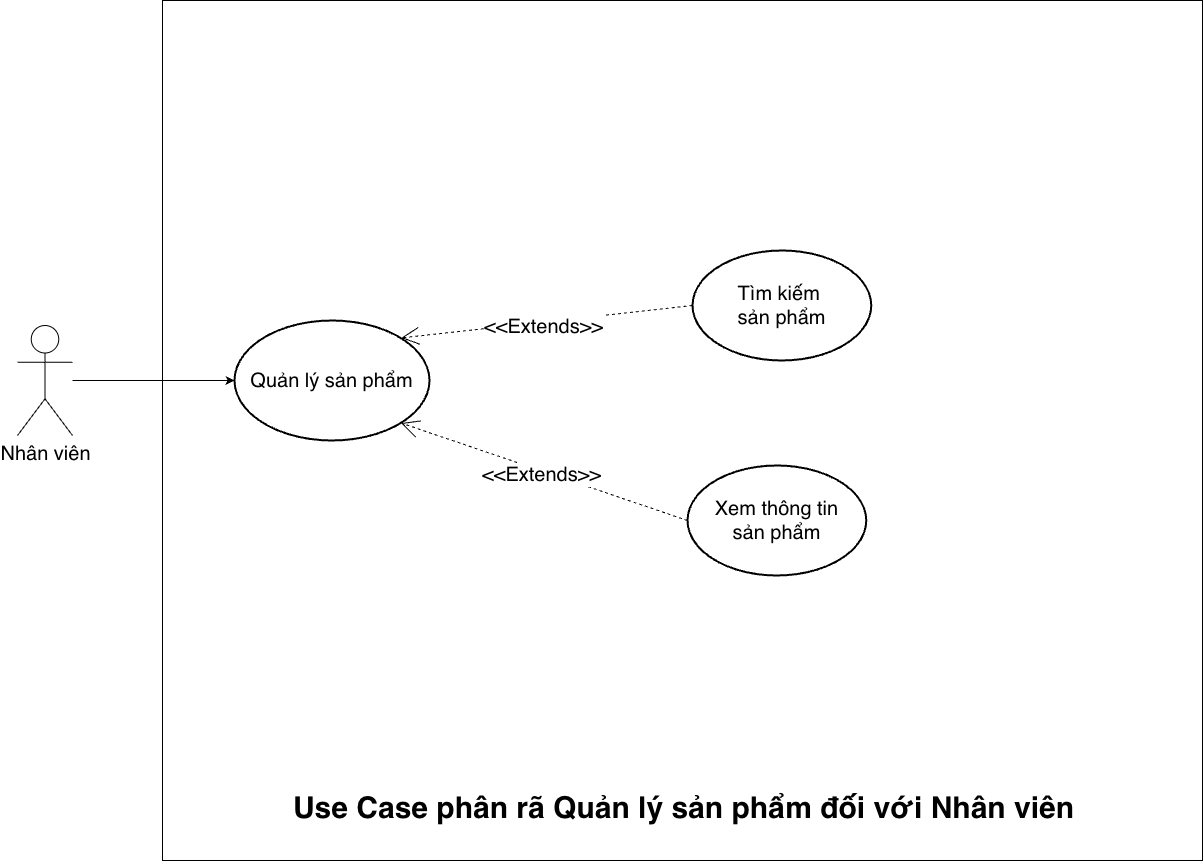 Tìm kiếm
sản phẩm
<<Extends>>
Quản lý sản phẩm
Nhân viên
<<Extends>>
Xem thông tin
sản phẩm
Use Case phân rã Quản lý sản phẩm đối với Nhân viên